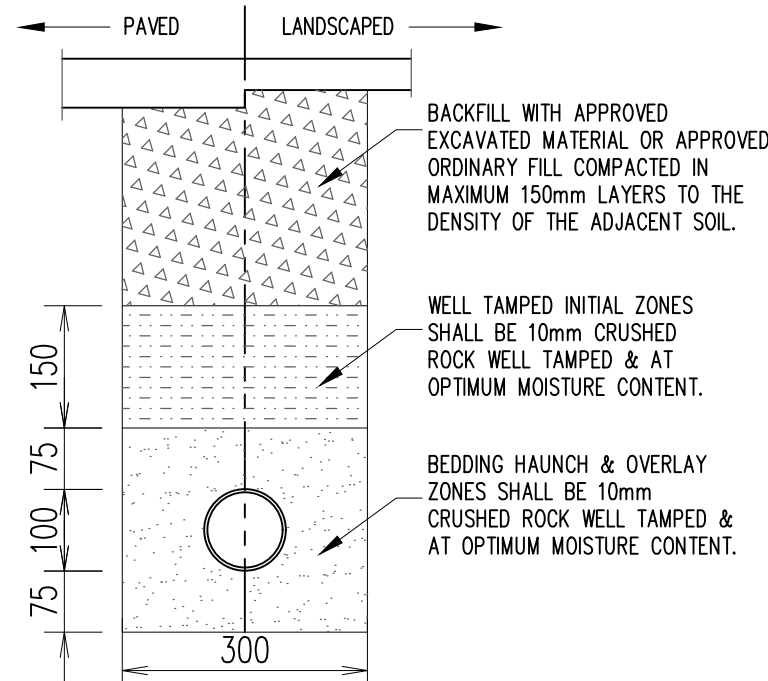 PAVED
LANDSCAPED
BACKFILL WITH APPROVED
EXCAVATED MATERIAL OR APPROVED
ORDINARY FILL COMPACTED IN
MAXIMUM 150mm LAYERS TO THE
DENSITY OF THE ADJACENT SOIL.
WELL TAMPED INITIAL ZONES
SHALL BE 10mm CRUSHED
ROCK WELL TAMPED & AT
OPTIMUM MOISTURE CONTENT.
BEDDING HAUNCH & OVERLAY
ZONES SHALL BE 10mm
CRUSHED ROCK WELL TAMPED &
AT OPTIMUM MOISTURE CONTENT.
150
75
100
75
300